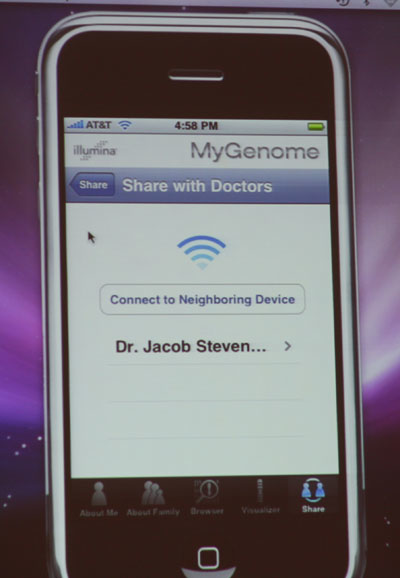 AT&T 4:58 PM
illumina MyGenome
Share Share with Doctors
Connect to Neighboring Device
Dr. Jacob Steven...
About Me About Family Browser Visualizer Share